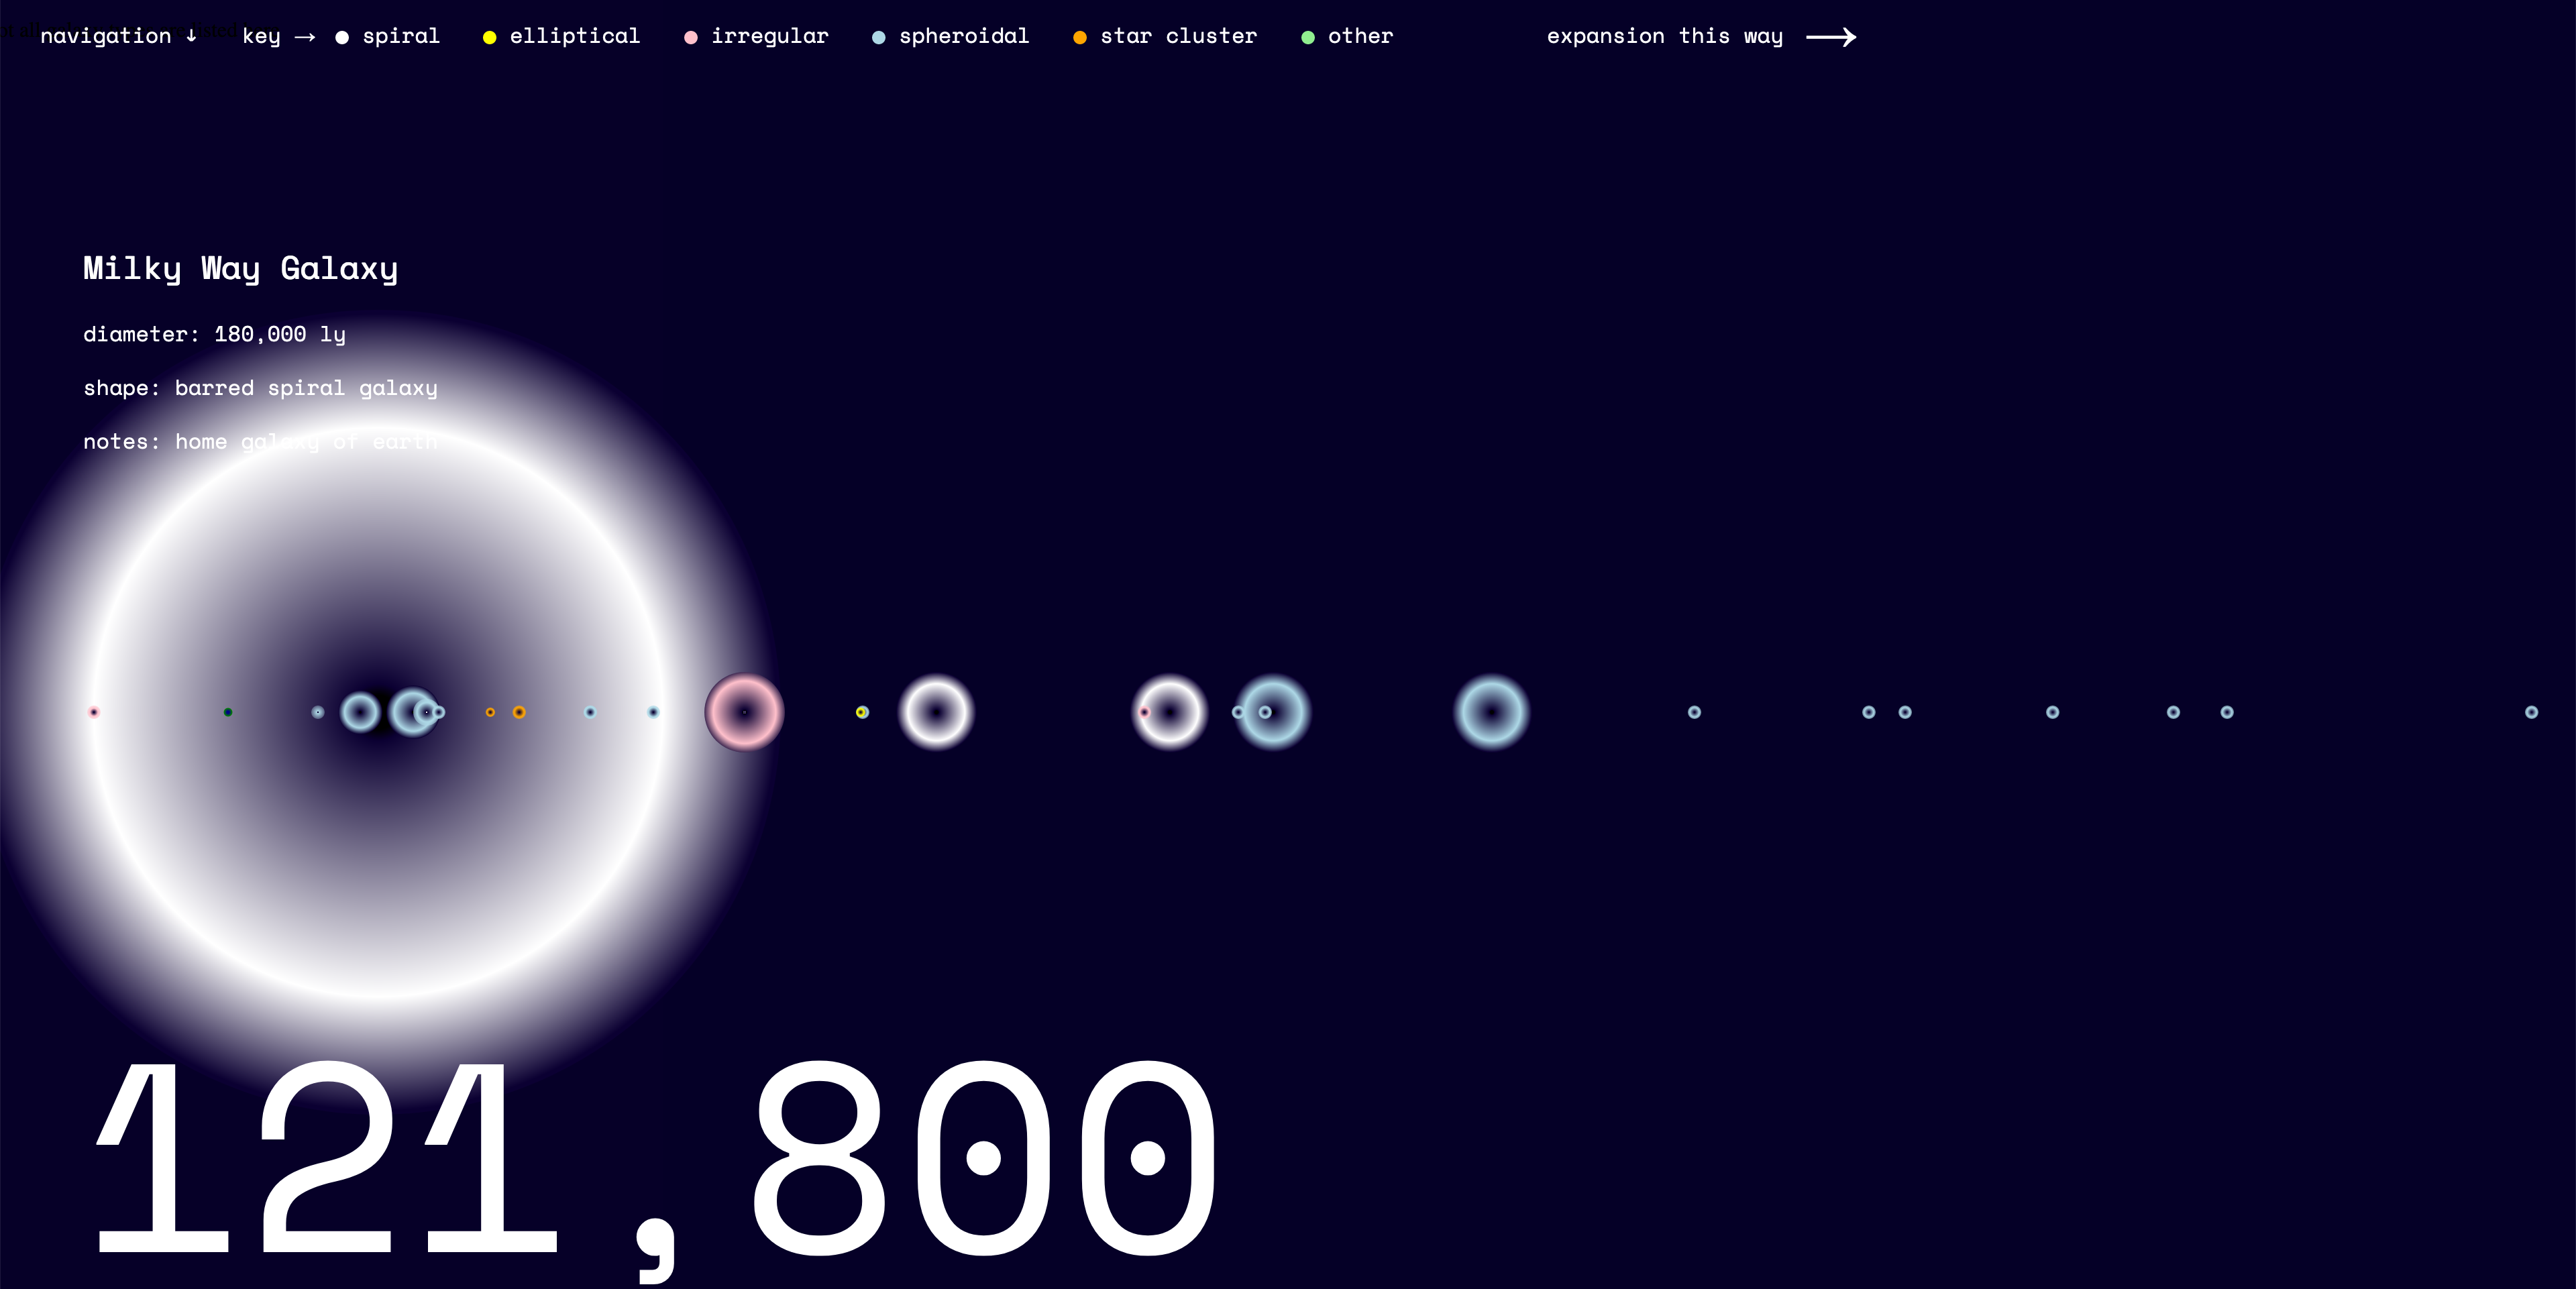 navigation ↓ key → spiral elliptical irregular spheroidal star cluster other expansion this way →
Milky Way Galaxy
diameter: 180,000 ly
shape: barred spiral galaxy
notes: home galaxy of earth
121,800